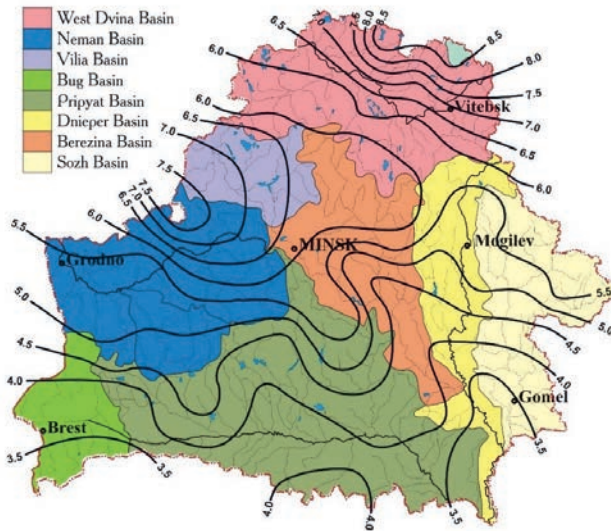 West Dvina Basin
Neman Basin
Vilia Basin
Bug Basin
Pripyat Basin
Dnieper Basin
Berezina Basin
Sozh Basin
7.0
7.5
8.0
8.5
6.5
6.0
8.5
8.0
7.5
Vitebsk
7.0
6.5
6.0
6.0
6.5
7.0
7.5
7.5
7.0
6.5
6.0
5.5
Grodno
MINSK
Mogilev
5.5
5.0
5.0
4.5
4.5
4.0
4.0
Gomel
3.5
Brest
3.5
3.5
4.0
4.0
3.5